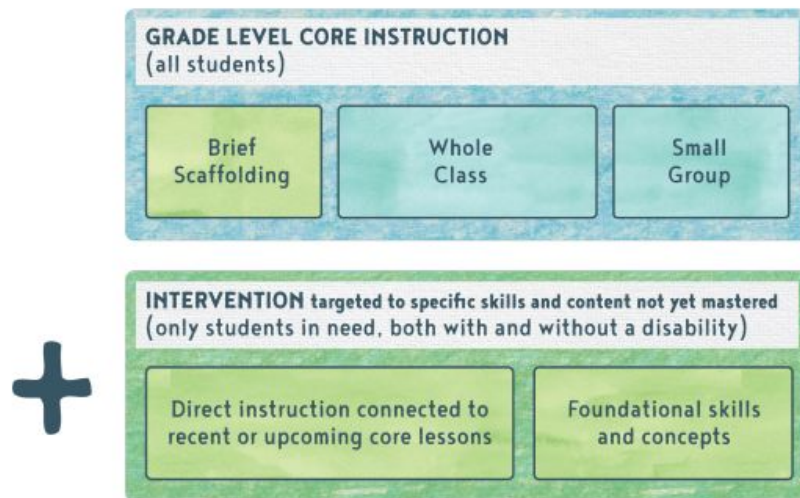 GRADE LEVEL CORE INSTRUCTION
(all students)
Brief
Scaffolding
Whole
Class
Small
Group
INTERVENTION targeted to specific skills and content not yet mastered
(only students in need, both with and without a disability)
+
Direct instruction connected to
recent or upcoming core lessons
Foundational skills
and concepts